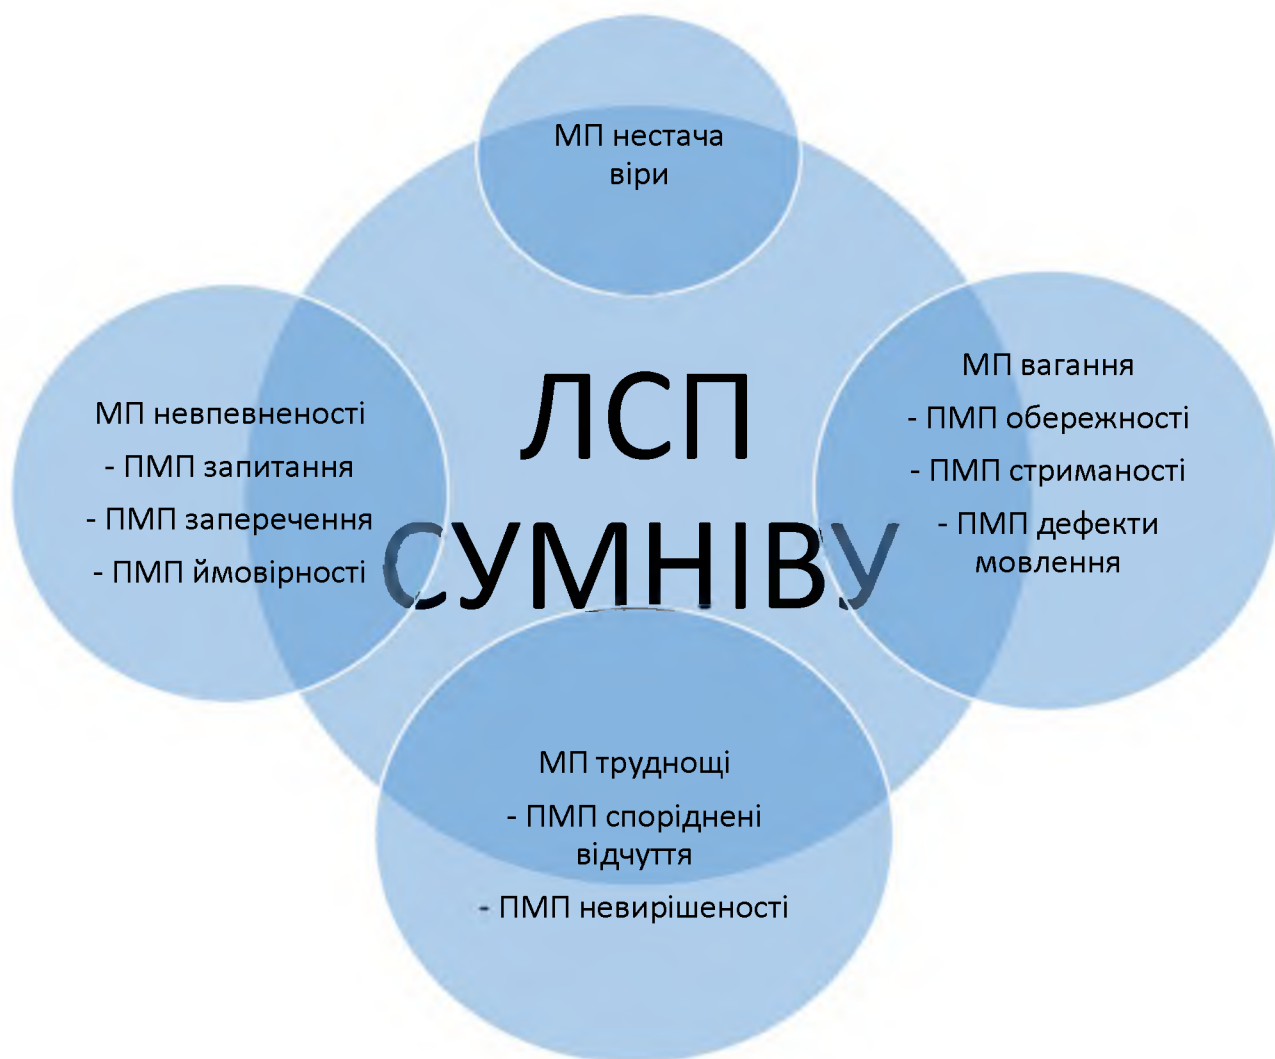 МП нестача
віри
ЛСП
СУМНІВУ
МП невпевненості
- ПМП запитання
- ПМП заперечення
- ПМП ймовірності
МП вагання
- ПМП обережності
- ПМП стриманості
- ПМП дефекти
мовлення
МП труднощі
- ПМП споріднені
відчуття
- ПМП невирішеності